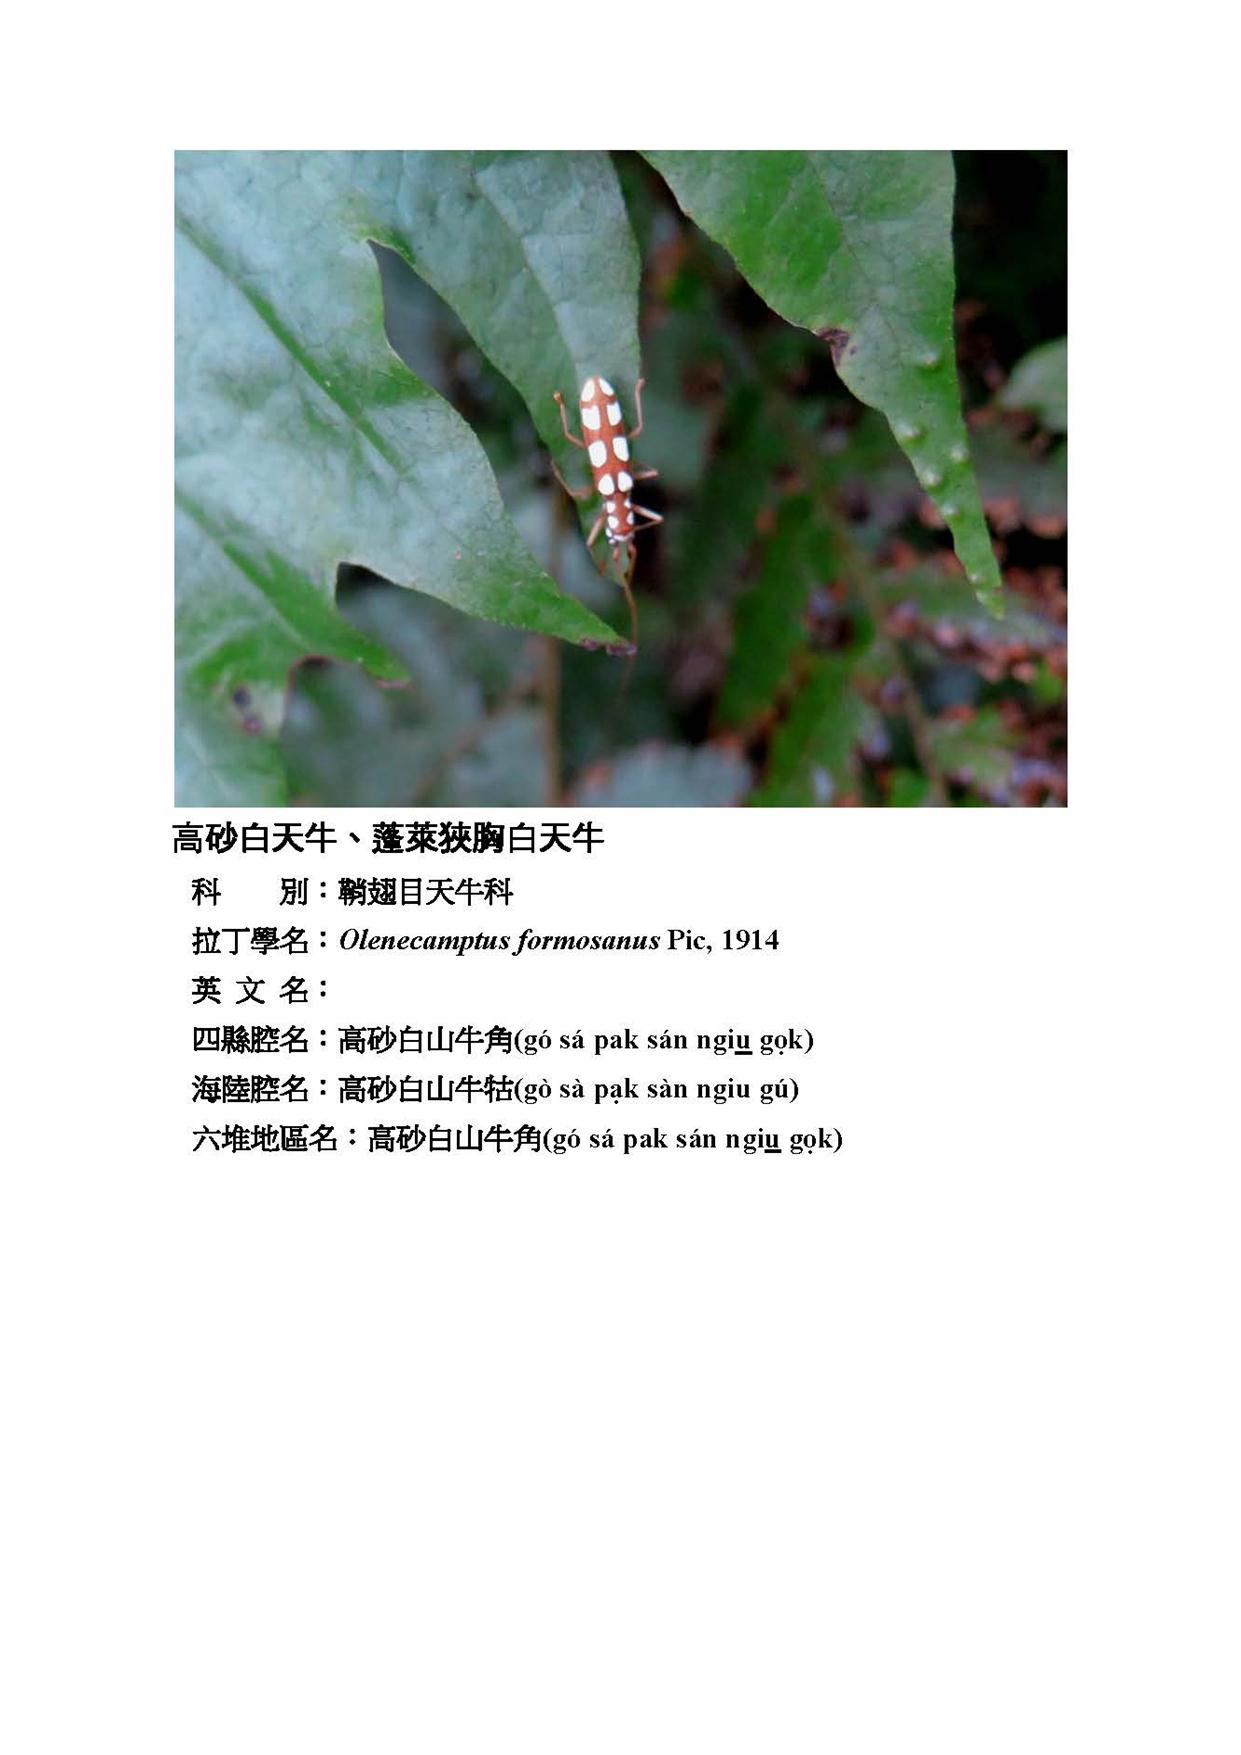 高砂白天牛、蓬萊狹胸白天牛
科　　別：鞘翅目天牛科
拉丁學名：Olenecamptus formosanus Pic, 1914
英 文 名：
四縣腔名：高砂白山牛角(gó sá pak sán ngiu̲ gọk)
海陸腔名：高砂白山牛牯(gò sà pạk sàn ngiu gú)
六堆地區名：高砂白山牛角(gó sá pak sán ngiu̲ gọk)